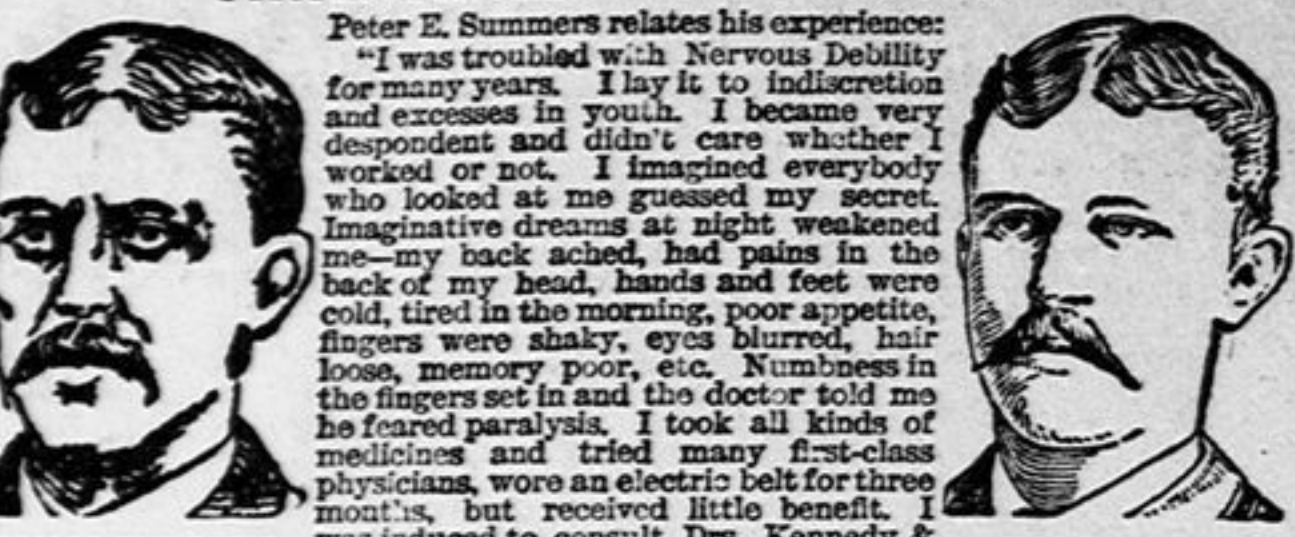 Peter E. Summers relates his experience:
"I was troubled with Nervous Debility
for many years. I lay it to indiscretion
and excesses in youth. I became very
despondent and didn't care whether I
worked or not. I imagined everybody
who looked at me guessed my secret.
Imaginative dreams at night weakened
me—my back ached, had pains in the
back of my head, hands and feet were
cold, tired in the morning, poor appetite,
fingers were shaky, eyes blurred, hair
loose, memory poor, etc. Numbness in
the fingers set in and the doctor told me
he feared paralysis. I took all kinds of
medicines and tried many first-class
physicians, wore an electric belt for three
months, but received little benefit. I
was induced to consult Drs. Kennedy &